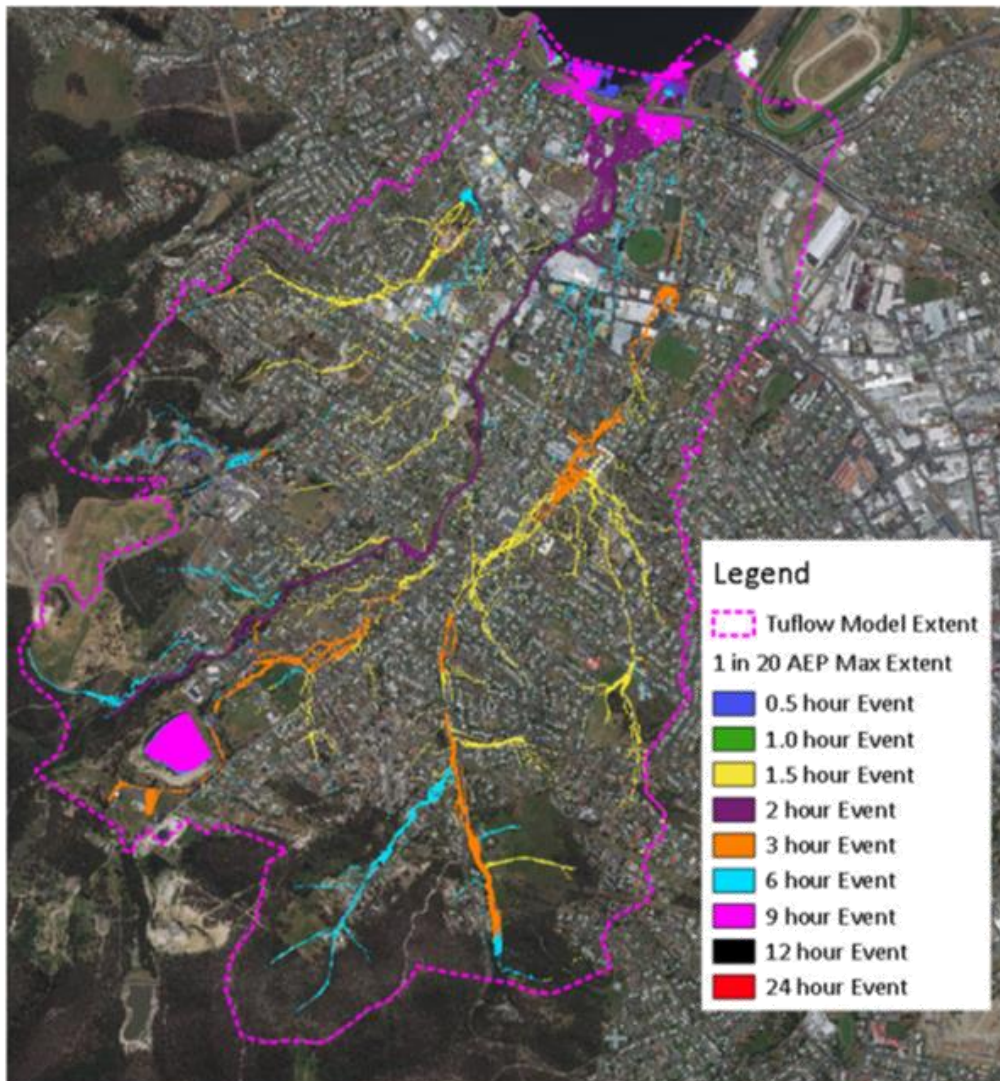 Legend
Tuflow Model Extent
1 in 20 AEP Max Extent
0.5 hour Event
1.0 hour Event
1.5 hour Event
2 hour Event
3 hour Event
6 hour Event
9 hour Event
12 hour Event
24 hour Event